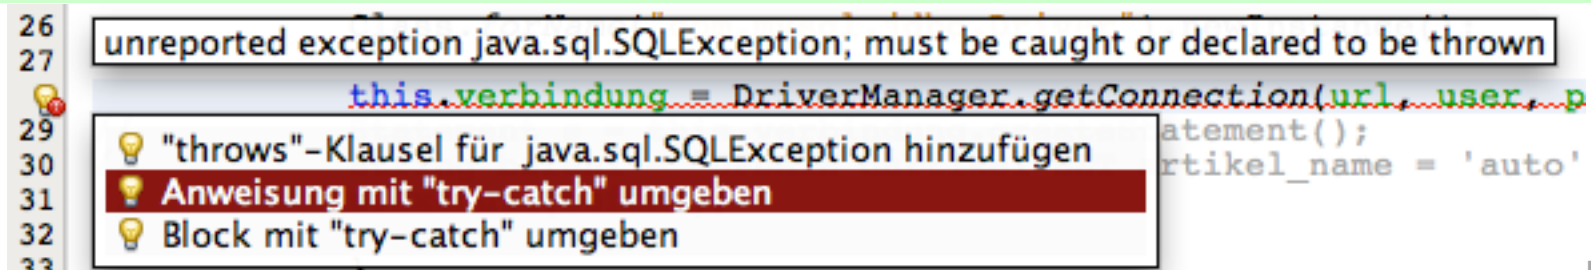 26
unreported exception java.sql.SQLException; must be caught or declared to be thrown
27
this.verbindung = DriverManager.getConnection(url, user, p
29 atement();
"throws"-Klausel für java.sql.SQLException hinzufügen
30 rtikel_name = 'auto'
31 Anweisung mit "try-catch" umgeben
32 Block mit "try-catch" umgeben
33